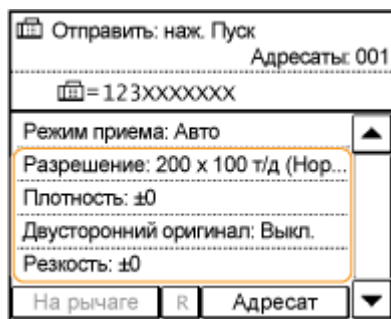 Отправить: наж. Пуск
Адресаты: 001
=123XXXXXXX
Режим приема: Авто
Разрешение: 200 x 100 т/д (Нор...
Плотность: ±0
Двусторонний оригинал: Выкл.
Резкость: ±0
На рычаге R Адресат